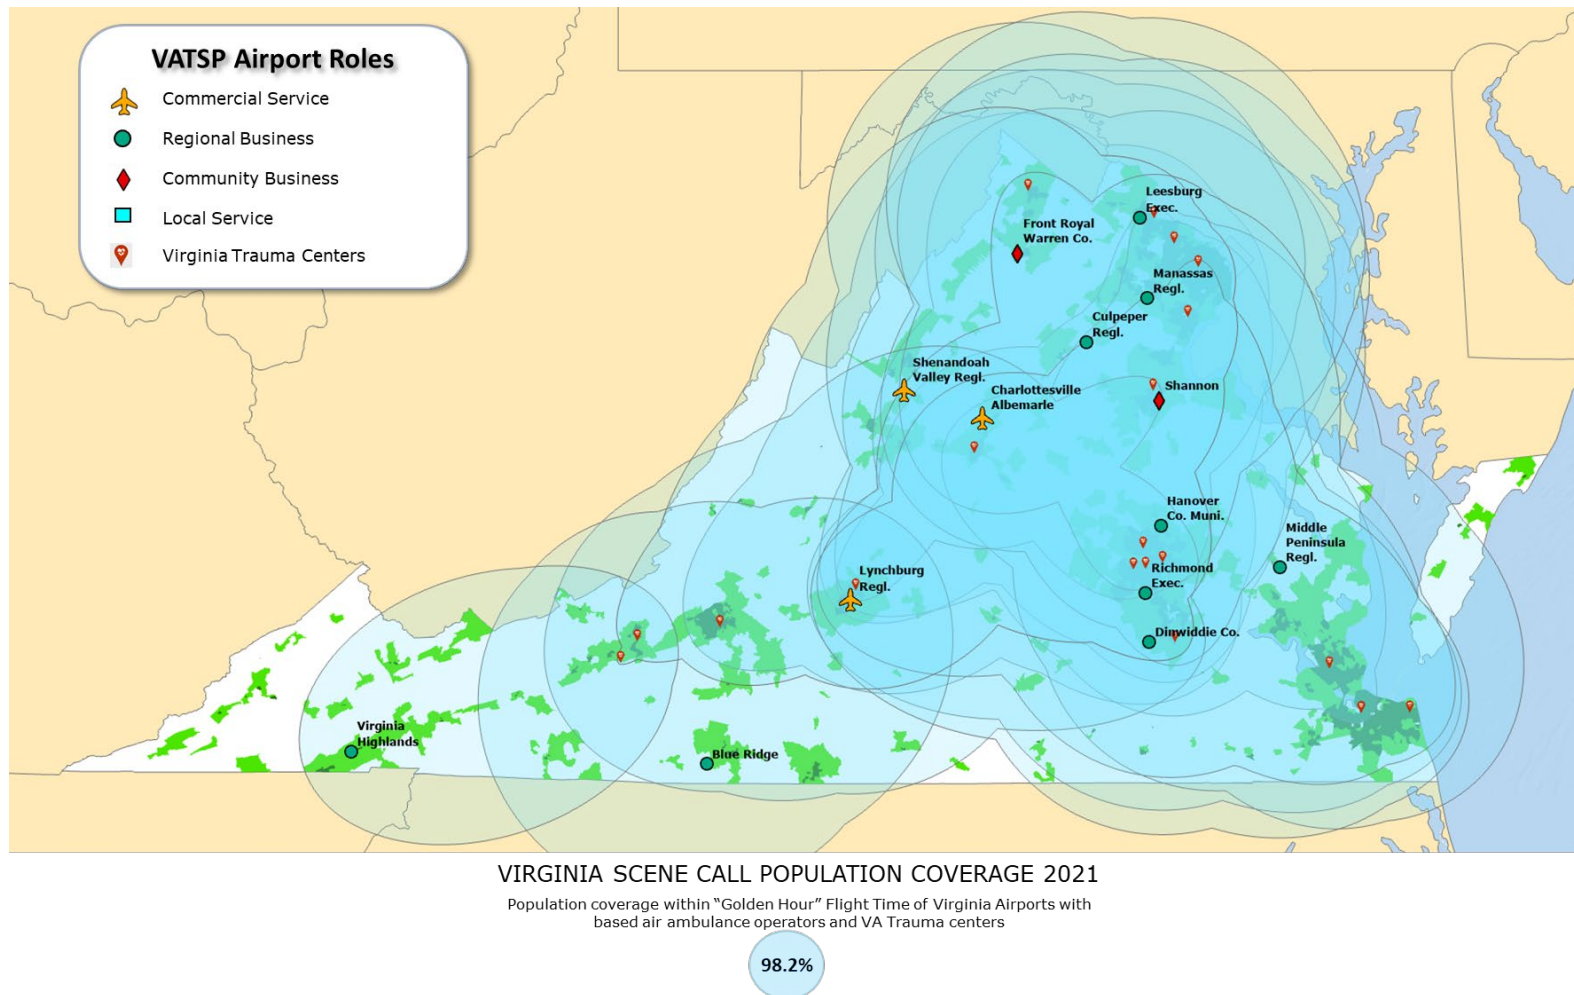 VATSP Airport Roles
Commercial Service
Regional Business
Community Business
Local Service
Virginia Trauma Centers
Leesburg
Exec.
Front Royal
Warren Co.
Manassas
Regl.
Culpeper
Regl.
Shenandoah
Valley Regl.
Charlottesville
Albemarle
Shannon
Hanover
Co. Muni.
Middle
Peninsula
Regl.
Lynchburg
Regl.
Richmond
Exec.
Dinwiddie Co.
Virginia
Highlands
Blue Ridge
VIRGINIA SCENE CALL POPULATION COVERAGE 2021
Population coverage within “Golden Hour” Flight Time of Virginia Airports with
based air ambulance operators and VA Trauma centers
98.2%